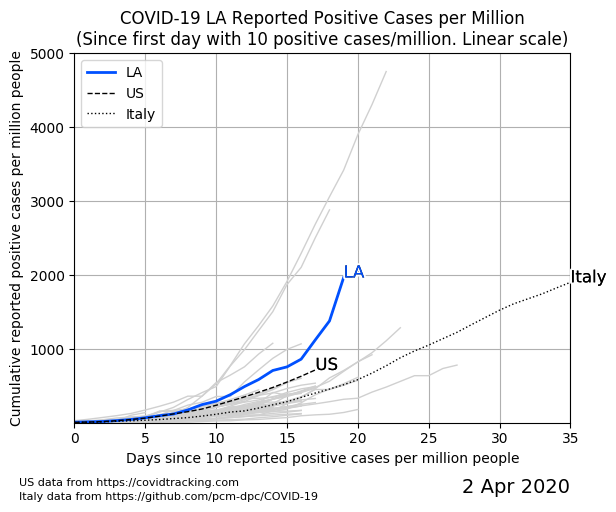 COVID-19 LA Reported Positive Cases per Million
(Since first day with 10 positive cases/million. Linear scale)
Cumulative reported positive cases per million people
5000
4000
3000
2000
1000
LA
US
Italy
LA
US
Italy
0 5 10 15 20 25 30 35
Days since 10 reported positive cases per million people
US data from https://covidtracking.com
Italy data from https://github.com/pcm-dpc/COVID-19
2 Apr 2020